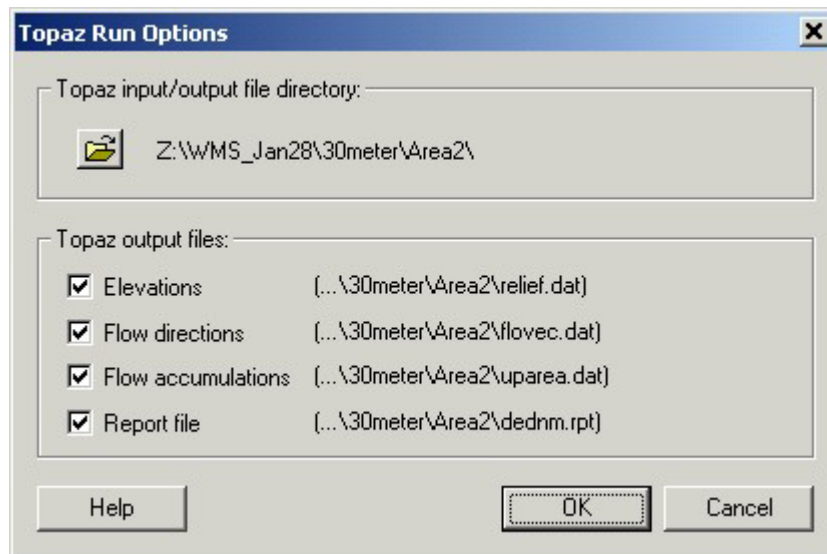 Topaz Run Options
Topaz input/output file directory:
Z:\WMS_Jan28\30meter\Area2\
Topaz output files:
Elevations (...\30meter\Area2\relief.dat)
Flow directions (...\30meter\Area2\flovec.dat)
Flow accumulations (...\30meter\Area2\uparea.dat)
Report file (...\30meter\Area2\dednm.rpt)
Help OK Cancel